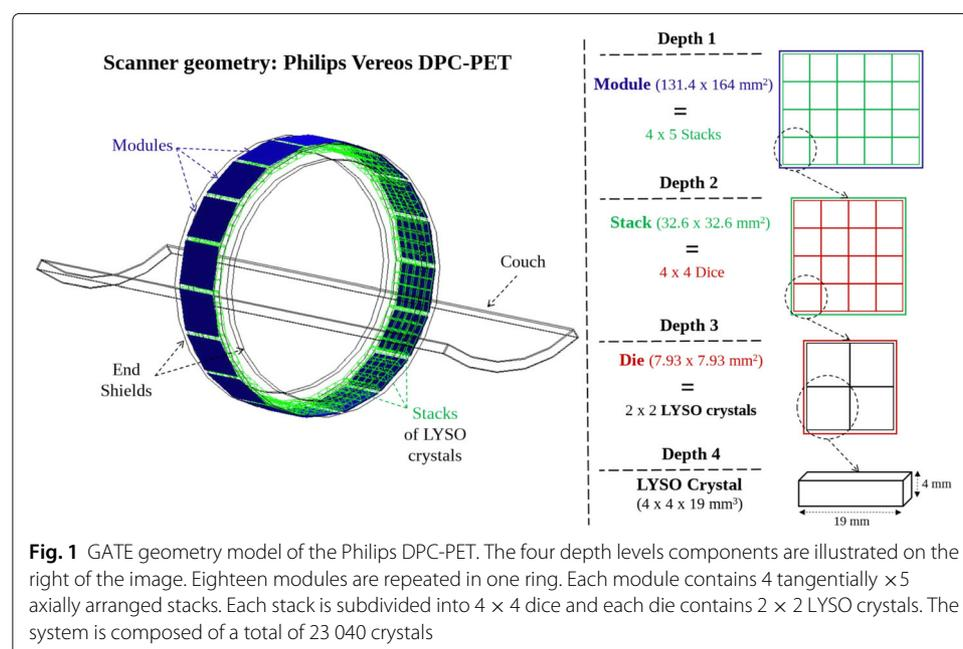 Scanner geometry: Philips Vereos DPC-PET
Modules
Couch
End
Shields
Stacks
of LYSO
crystals
Depth 1
Module (131.4 x 164 mm²)
=
4 x 5 Stacks
Depth 2
Stack (32.6 x 32.6 mm²)
=
4 x 4 Dice
Depth 3
Die (7.93 x 7.93 mm²)
=
2 x 2 LYSO crystals
Depth 4
LYSO Crystal
(4 x 4 x 19 mm³)
4 mm
19 mm
Fig. 1 GATE geometry model of the Philips DPC-PET. The four depth levels components are illustrated on the
right of the image. Eighteen modules are repeated in one ring. Each module contains 4 tangentially ×5
axially arranged stacks. Each stack is subdivided into 4 × 4 dice and each die contains 2 × 2 LYSO crystals. The
system is composed of a total of 23 040 crystals